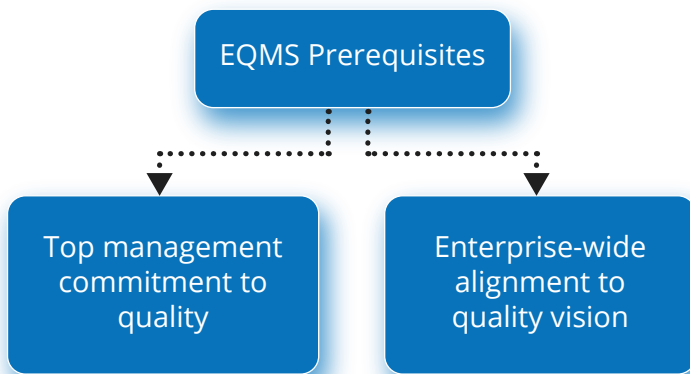 EQMS Prerequisites
Top management
commitment to
quality
Enterprise-wide
alignment to
quality vision